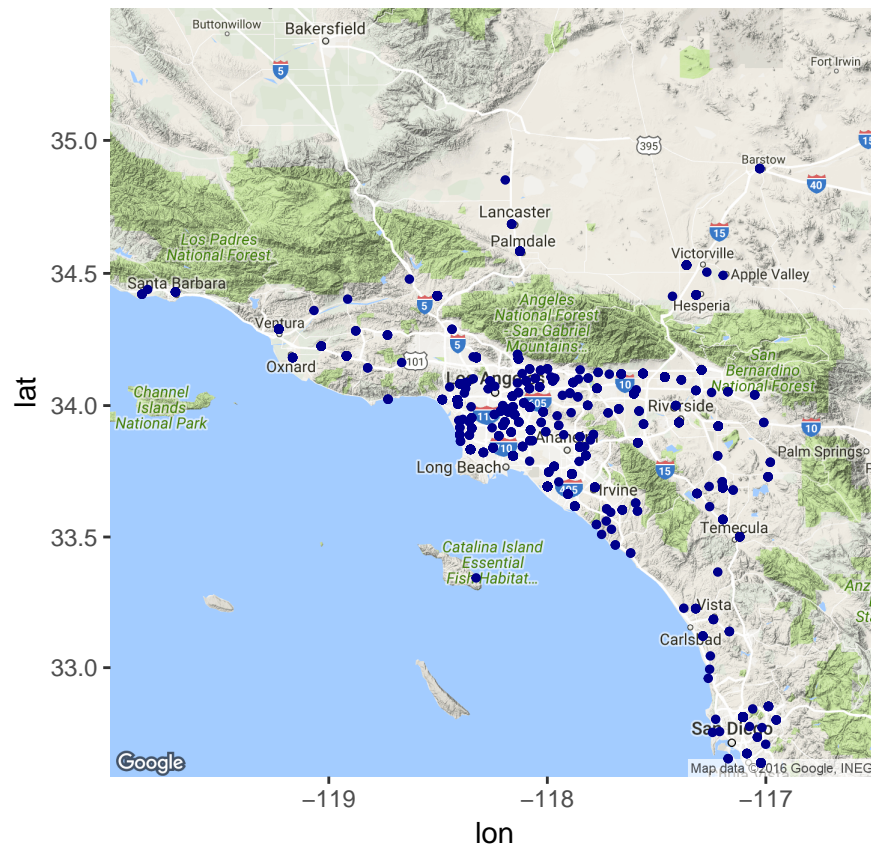 Buttonwillow
Bakersfield
5
Fort Irwin
35.0
395
15
Barstow
40
Lancaster
15
Palmdale
Los Padres
National Forest
Victorville
34.5
Apple Valley
Santa Barbara
5
Angeles
National Forest
San Gabriel
Mountains...
Hesperia
Ventura
5
Oxnard
101
San
Bernardino
National Forest
10
Channel
Islands
National Park
Los Angeles
34.0
405
110
Riverside
10
710
Anaheim
Palm Springs
Long Beach
15
405
Irvine
33.5
Temecula
Catalina Island
Essential
Fish Habitat...
Anz
Vista
Carlsbad
33.0
San Diego
Google
Map data ©2016 Google, INEG
−119
−118
−117
lat
lon